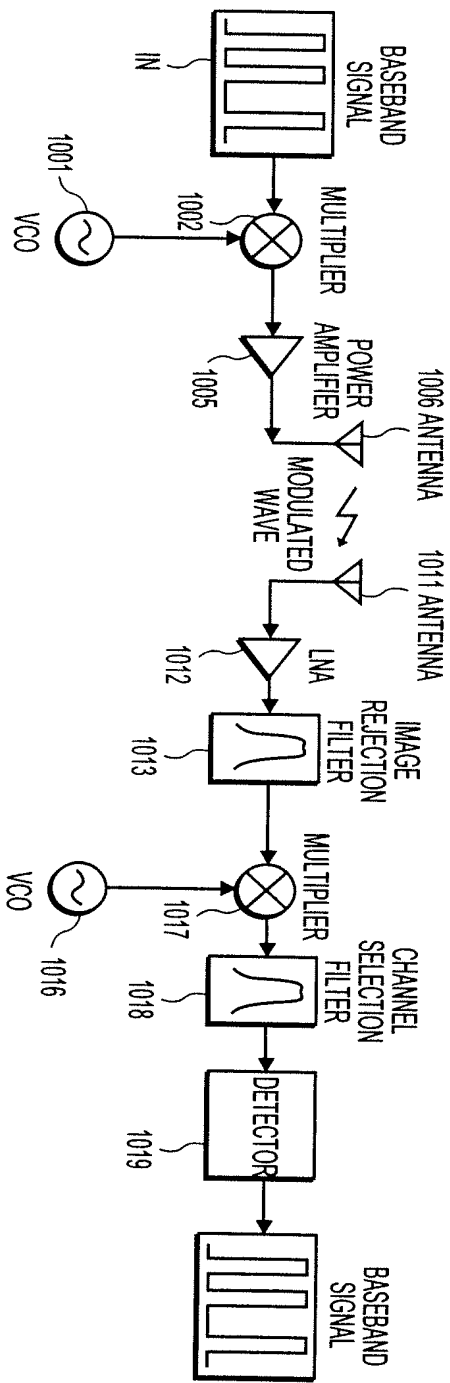 BASEBAND
SIGNAL
IN
MULTIPLIER
1002
1001
VCO
POWER
AMPLIFIER
1005
1006 ANTENNA
MODULATED
WAVE
1011 ANTENNA
LNA
1012
IMAGE
REJECTION
FILTER
1013
MULTIPLIER
1017
1016
VCO
CHANNEL
SELECTION
FILTER
1018
DETECTOR
1019
BASEBAND
SIGNAL